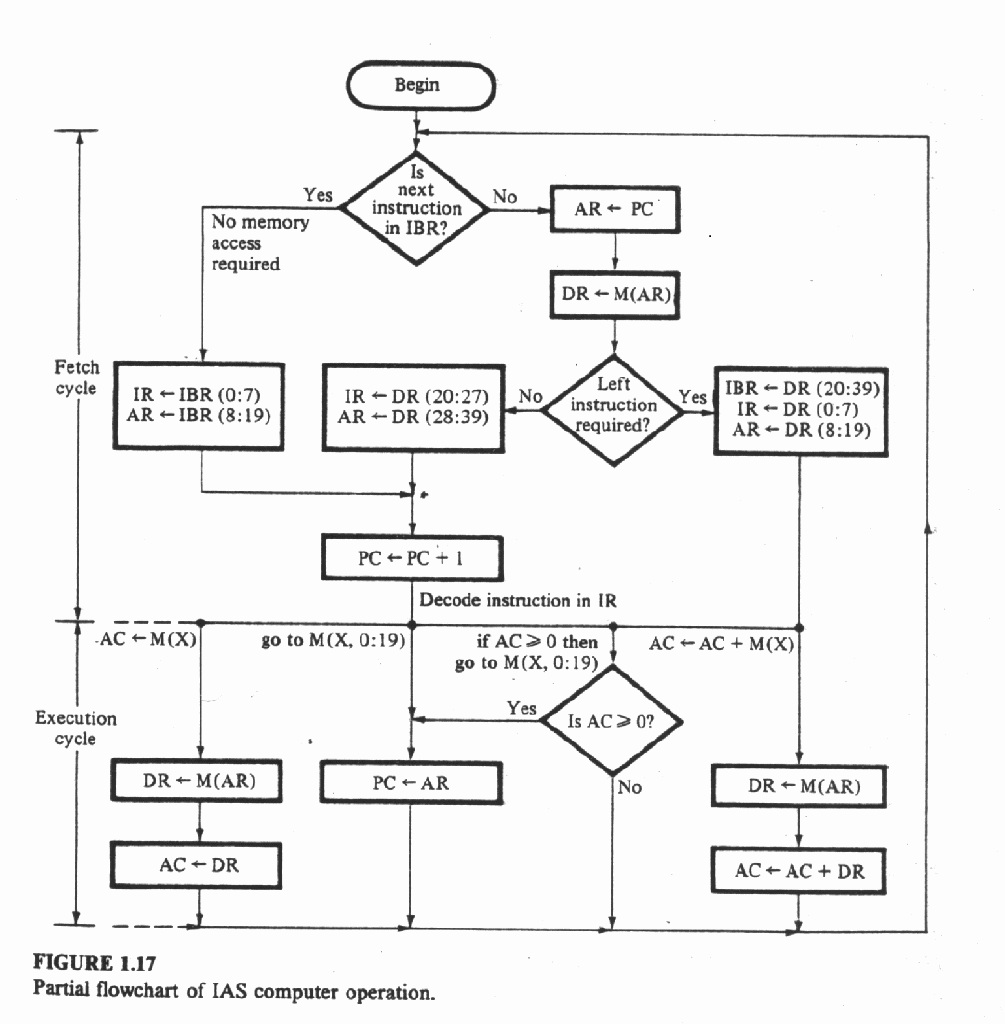 Begin
Is
next
instruction
in IBR?
Yes
No
No memory
access
required
AR ← PC
DR ← M(AR)
Fetch
cycle
IR ← IBR (0:7)
AR ← IBR (8:19)
IR ← DR (20:27)
AR ← DR (28:39)
No
Left
instruction
required?
Yes
IBR ← DR (20:39)
IR ← DR (0:7)
AR ← DR (8:19)
PC ← PC + 1
Decode instruction in IR
AC ← M(X)
go to M(X, 0:19)
if AC ⩾ 0 then
go to M(X, 0:19)
AC ← AC + M(X)
Execution
cycle
Yes
Is AC ⩾ 0?
No
DR ← M(AR)
PC ← AR
DR ← M(AR)
AC ← DR
AC ← AC + DR
FIGURE 1.17
Partial flowchart of IAS computer operation.